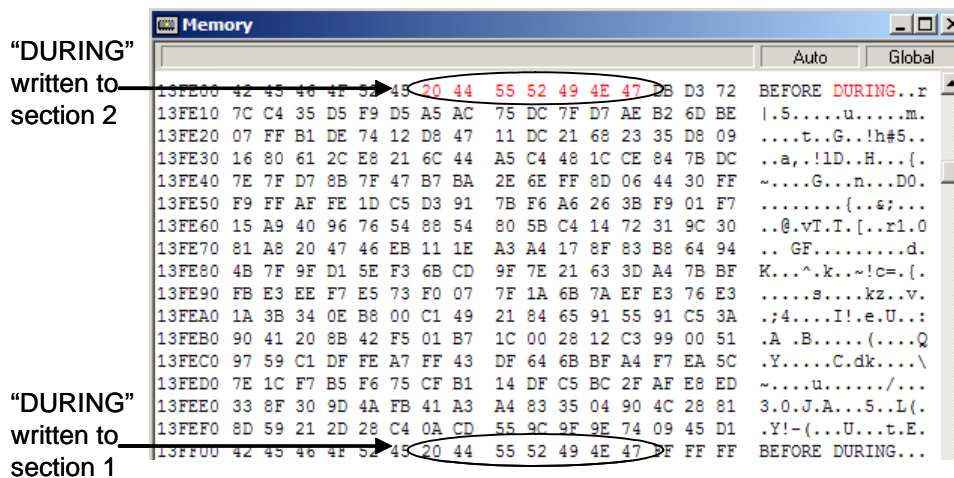 Memory
Auto Global
"DURING" written to section 2
13FE00 42 45 46 4F 52 45 20 44 55 52 49 4E 47 DB D3 72 BEFORE DURING..r
13FE10 7C C4 35 D5 F9 D5 A5 AC 75 DC 7F D7 AE B2 6D BE |.5.....u.....m.
13FE20 07 FF B1 DE 74 12 D8 47 11 DC 21 68 23 35 D8 09 ....t..G..!h#5..
13FE30 16 80 61 2C E8 21 6C 44 A5 C4 48 1C CE 84 7B DC ..a,.!lD..H...{.
13FE40 7E 7F D7 8B 7F 47 B7 BA 2E 6E FF 8D 06 44 30 FF ~....G...n...D0.
13FE50 F9 FF AF FE 1D C5 D3 91 7B F6 A6 26 3B F9 01 F7 ........{..&;...
13FE60 15 A9 40 96 76 54 88 54 80 5B C4 14 72 31 9C 30 ..@.vT.T.[..r1.0
13FE70 81 A8 20 47 46 EB 11 1E A3 A4 17 8F 83 B8 64 94 .. GF.........d.
13FE80 4B 7F 9F D1 5E F3 6B CD 9F 7E 21 63 3D A4 7B BF K...^.k..~!c=.{.
13FE90 FB E3 EE F7 E5 73 F0 07 7F 1A 6B 7A EF E3 76 E3 .....s....kz..v.
13FEA0 1A 3B 34 0E B8 00 C1 49 21 84 65 91 55 91 C5 3A .;4....I!.e.U..:
13FEB0 90 41 20 8B 42 F5 01 B7 1C 00 28 12 C3 99 00 51 .A .B.....(....Q
13FEC0 97 59 C1 DF FE A7 FF 43 DF 64 6B BF A4 F7 EA 5C .Y.....C.dk....\
13FED0 7E 1C F7 B5 F6 75 CF B1 14 DF C5 BC 2F AF E8 ED ~....u....../...
13FEE0 33 8F 30 9D 4A FB 41 A3 A4 83 35 04 90 4C 28 81 3.0.J.A...5..L(.
13FEF0 8D 59 21 2D 28 C4 0A CD 55 9C 9F 9E 74 09 45 D1 .Y!-(...U...t.E.
"DURING" written to section 1
13FF00 42 45 46 4F 52 45 20 44 55 52 49 4E 47 FF FF FF BEFORE DURING...